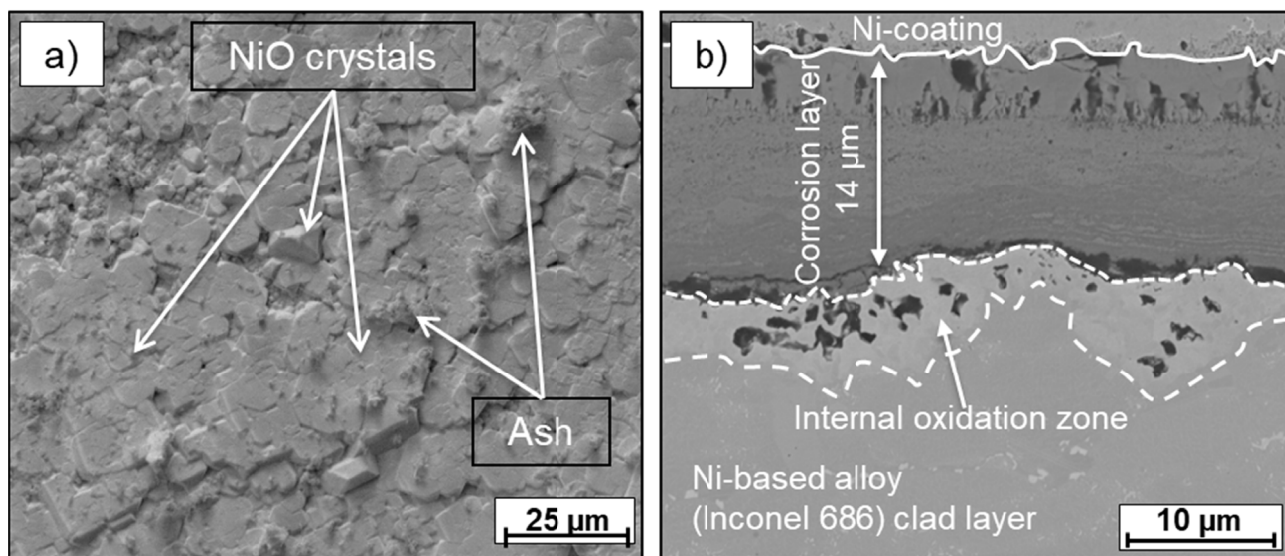 a)
NiO crystals
Ash
25 µm
b)
Ni-coating
Corrosion layer
14 µm
Internal oxidation zone
Ni-based alloy
(Inconel 686) clad layer
10 µm